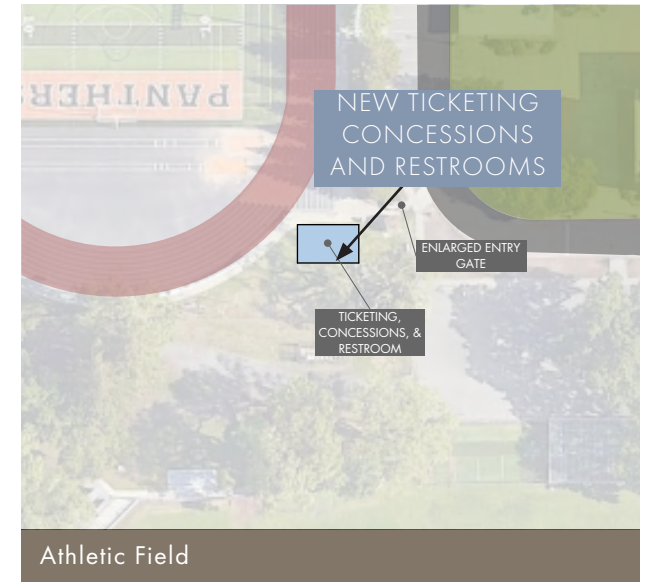 PANTHERS
NEW TICKETING
CONCESSIONS
AND RESTROOMS
ENLARGED ENTRY
GATE
TICKETING,
CONCESSIONS, &
RESTROOM
Athletic Field